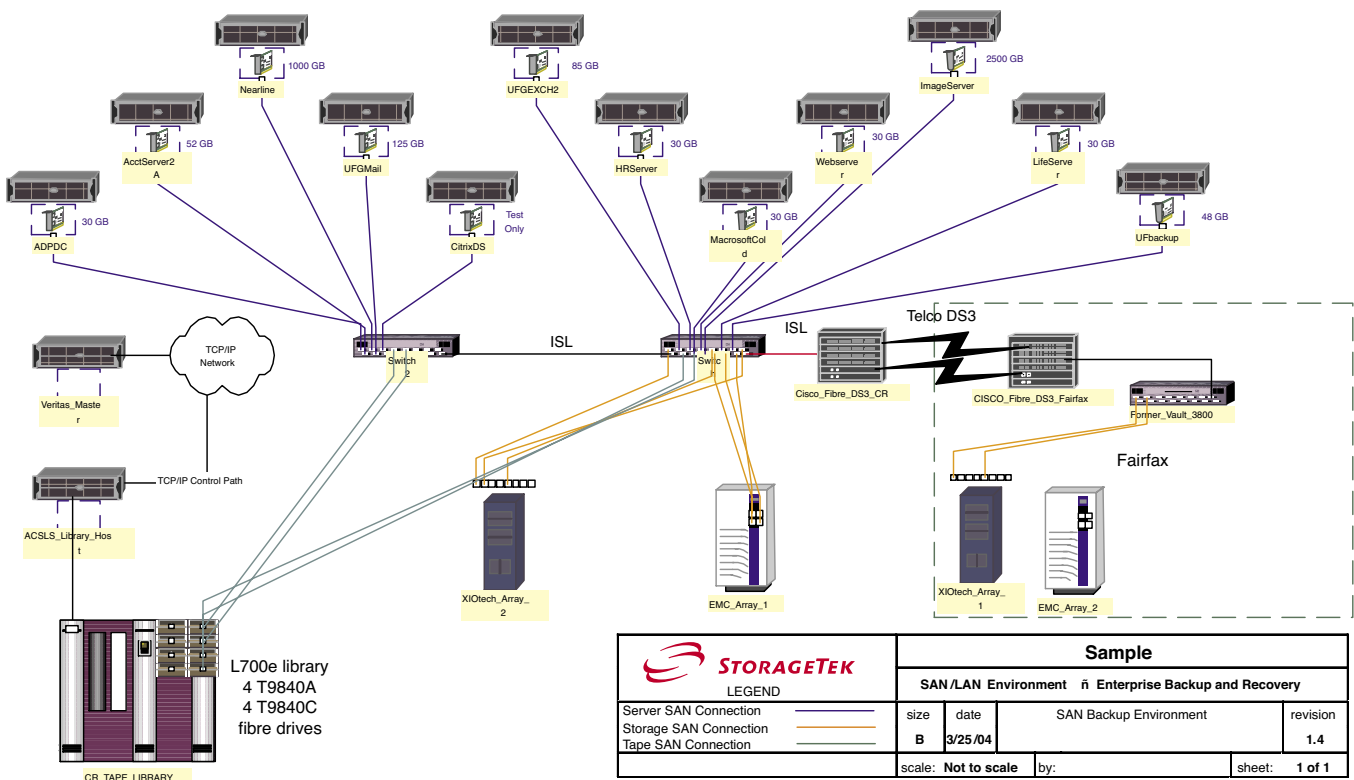 1000 GB
Nearline
85 GB
UFGEXCH2
2500 GB
ImageServer
52 GB
AcctServer2
A
125 GB
UFGMail
30 GB
HRServer
30 GB
Webserve
r
30 GB
LifeServe
r
30 GB
ADPDC
Test
Only
CitrixDS
30 GB
MacrosoftCol
d
48 GB
UFbackup
TCP/IP
Network
Veritas_Maste
r
Switch
2
ISL
Switc
ISL
Cisco_Fibre_DS3_CR
Telco DS3
CISCO_Fibre_DS3_Fairfax
Former_Vault_3800
Fairfax
TCP/IP Control Path
ACSLS_Library_Hos
t
XIOtech_Array_
2
EMC_Array_1
XIOtech_Array_
1
EMC_Array_2
L700e library
4 T9840A
4 T9840C
fibre drives
CR_TAPE_LIBRARY
STORAGETEK
LEGEND
Server SAN Connection
Storage SAN Connection
Tape SAN Connection
Sample
SAN/LAN Environment ñ Enterprise Backup and Recovery
size
B
date
3/25/04
SAN Backup Environment
revision
1.4
scale: Not to scale
by:
sheet: 1 of 1